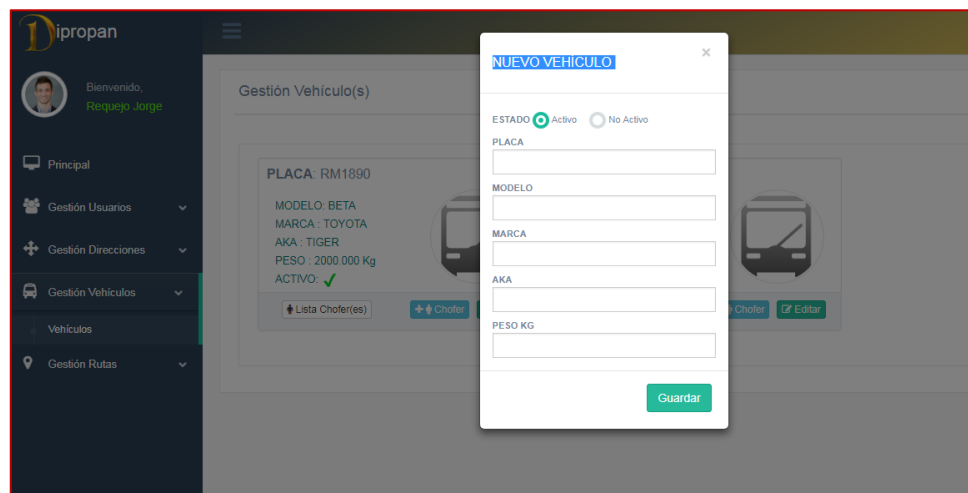 Dipropan
Bienvenido,
Requejo Jorge
Principal
Gestión Usuarios
Gestión Direcciones
Gestión Vehículos
Vehículos
Gestión Rutas
Gestión Vehículo(s)
PLACA: RM1890
MODELO: BETA
MARCA : TOYOTA
AKA : TIGER
PESO : 2000.000 Kg
ACTIVO:
Lista Chofer(es)
Chofer
Chofer
Editar
NUEVO VEHÍCULO
×
ESTADO Activo No Activo
PLACA
MODELO
MARCA
AKA
PESO KG
Guardar